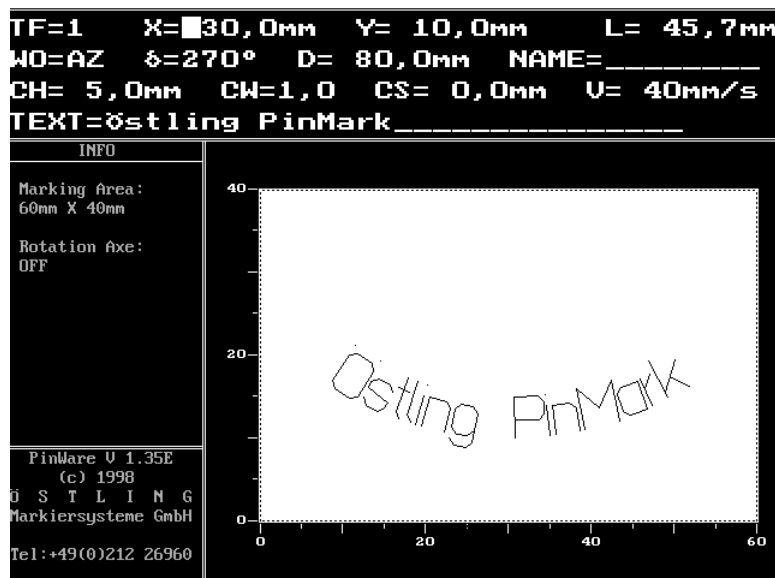 TF=1 X= 30,0mm Y= 10,0mm L= 45,7mm
WO=AZ δ=270° D= 80,0mm NAME=________
CH= 5,0mm CW=1,0 CS= 0,0mm V= 40mm/s
TEXT=östling PinMark_______________
INFO
Marking Area:
60mm X 40mm
Rotation Axe:
OFF
PinWare V 1.35E
(c) 1998
Ö S T L I N G
Markiersysteme GmbH
Tel:+49(0)212 26960
40
20
0
0 20 40 60
Östling PinMark